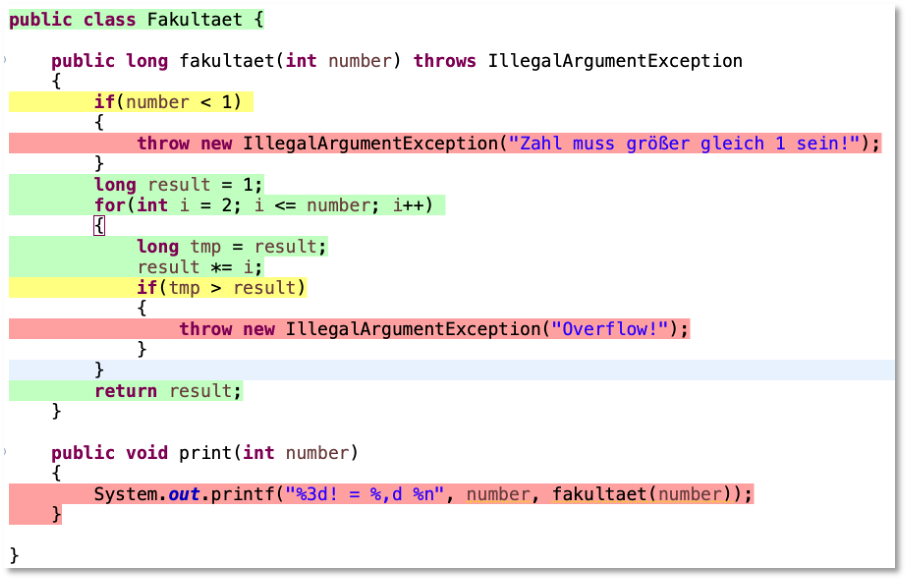 public class Fakultaet {
public long fakultaet(int number) throws IllegalArgumentException
{
if(number < 1)
{
throw new IllegalArgumentException("Zahl muss größer gleich 1 sein!");
}
long result = 1;
for(int i = 2; i <= number; i++)
{
long tmp = result;
result *= i;
if(tmp > result)
{
throw new IllegalArgumentException("Overflow!");
}
}
return result;
}
public void print(int number)
{
System.out.printf("%3d! = %,d %n", number, fakultaet(number));
}
}